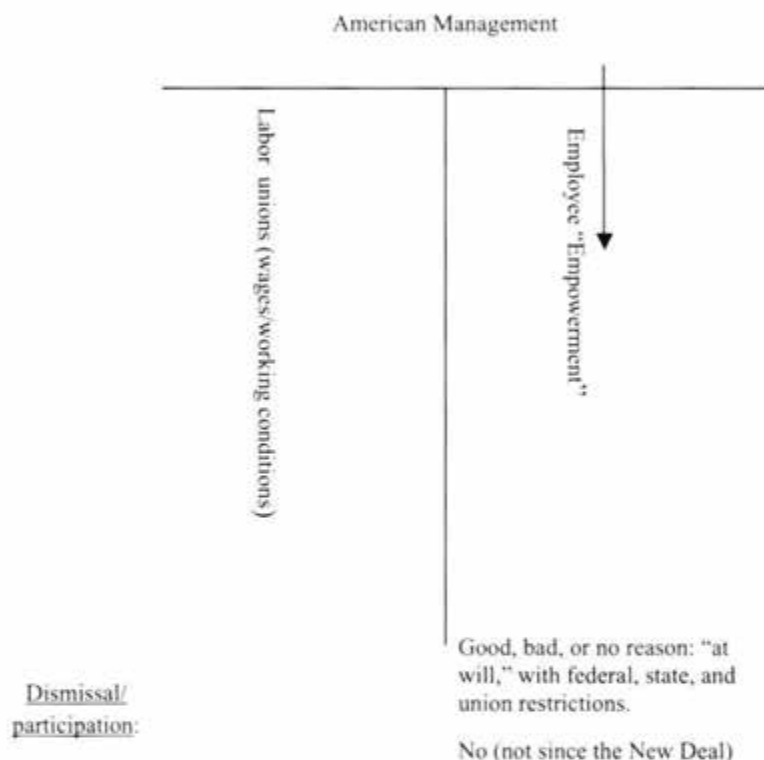 American Management
Labor unions (wages/working conditions)
Employee “Empowerment”
Dismissal/
participation:
Good, bad, or no reason: “at
will,” with federal, state, and
union restrictions.
No (not since the New Deal)